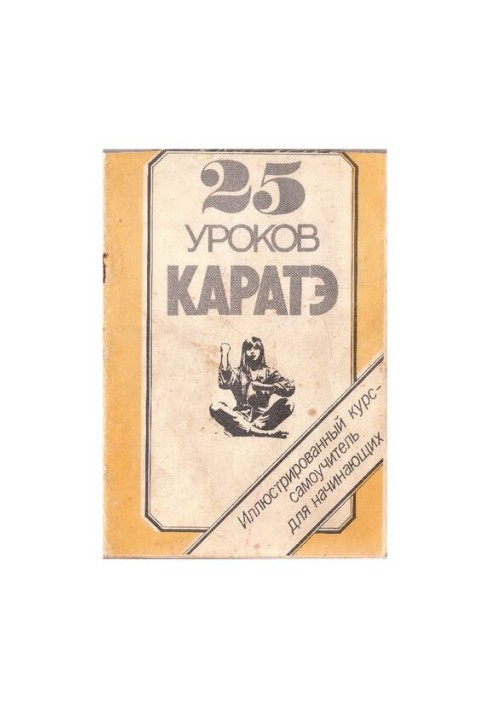 25
УРОКОВ
КАРАТЭ
Иллюстрированный курс-
самоучитель
для начинающих